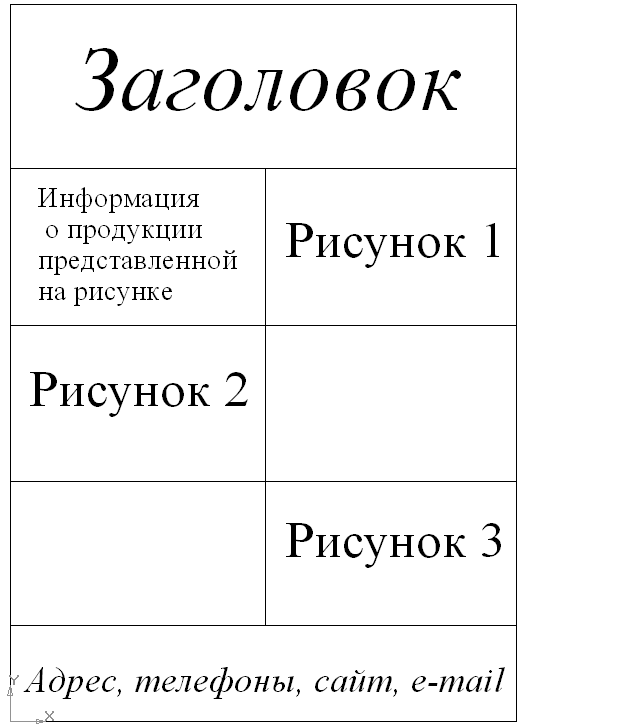 Заголовок
Информация
о продукции
представленной
на рисунке
Рисунок 1
Рисунок 2
Рисунок 3
Адрес, телефоны, сайт, e-mail
Y
X